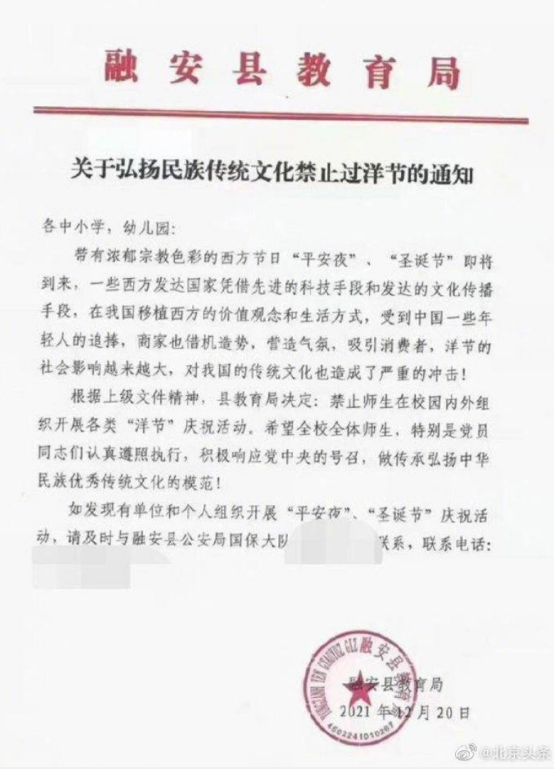 融安县教育局
关于弘扬民族传统文化禁止过洋节的通知
各中小学，幼儿园：
带有浓郁宗教色彩的西方节日“平安夜”、“圣诞节”即将
到来，一些西方发达国家凭借先进的科技手段和发达的文化传播
手段，在我国移植西方的价值观念和生活方式，受到中国一些年
轻人的追捧，商家也借机造势，营造气氛，吸引消费者，洋节的
社会影响越来越大，对我国的传统文化也造成了严重的冲击！
根据上级文件精神，县教育局决定：禁止师生在校园内外组
织开展各类“洋节”庆祝活动。希望全校全体师生，特别是党员
同志们认真遵照执行，积极响应党中央的号召，做传承弘扬中华
民族优秀传统文化的模范！
如发现有单位和个人组织开展“平安夜”、“圣诞节”庆祝活
动，请及时与融安县公安局国保大队 联系，联系电话：
融安县教育局
融安县教育局
2021年12月20日
4502241010267
@北京头条